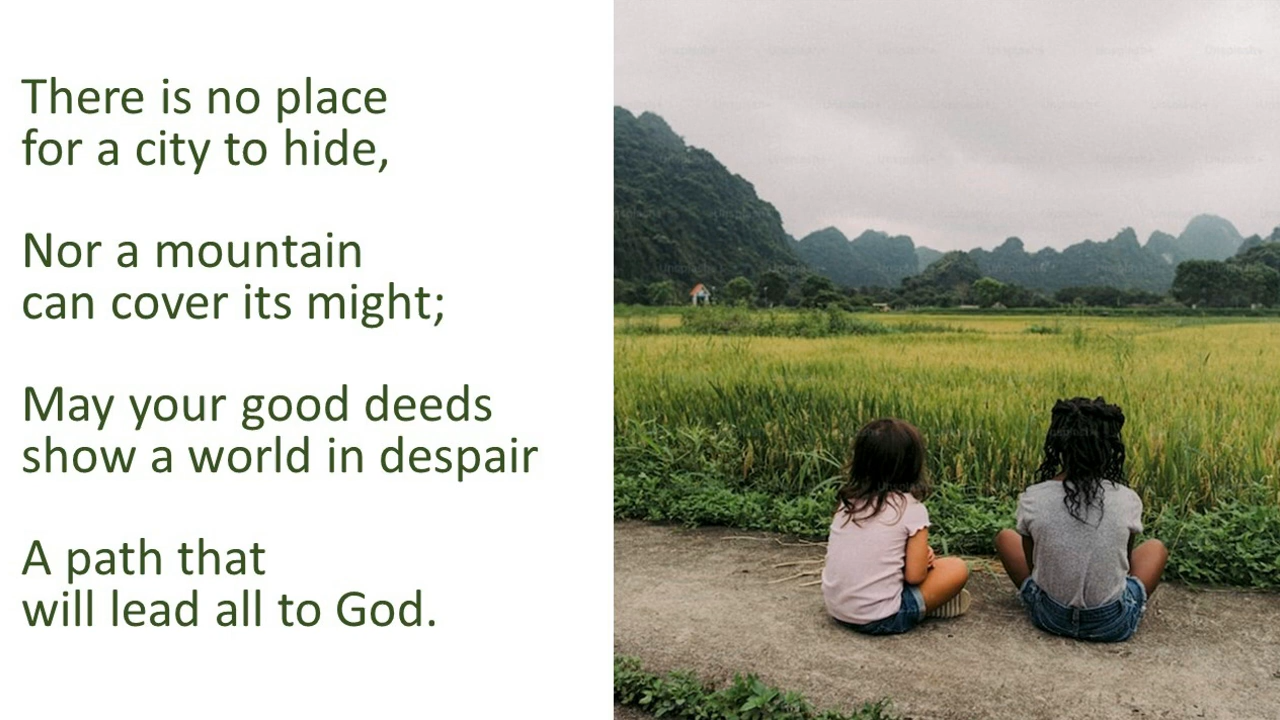 There is no place
for a city to hide,
Nor a mountain
can cover its might;
May your good deeds
show a world in despair
A path that
will lead all to God.